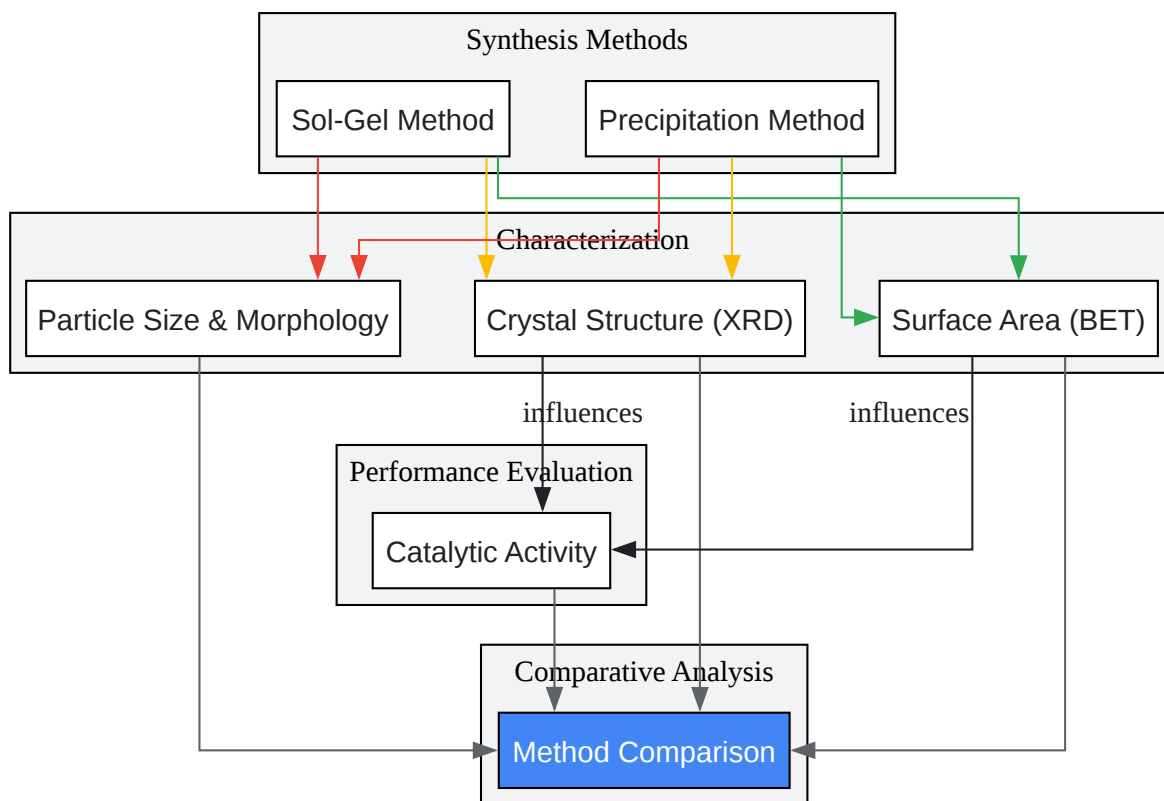 Synthesis Methods
Sol-Gel Method
Precipitation Method
Characterization
Particle Size & Morphology
Crystal Structure (XRD)
Surface Area (BET)
influences
influences
Performance Evaluation
Catalytic Activity
Comparative Analysis
Method Comparison